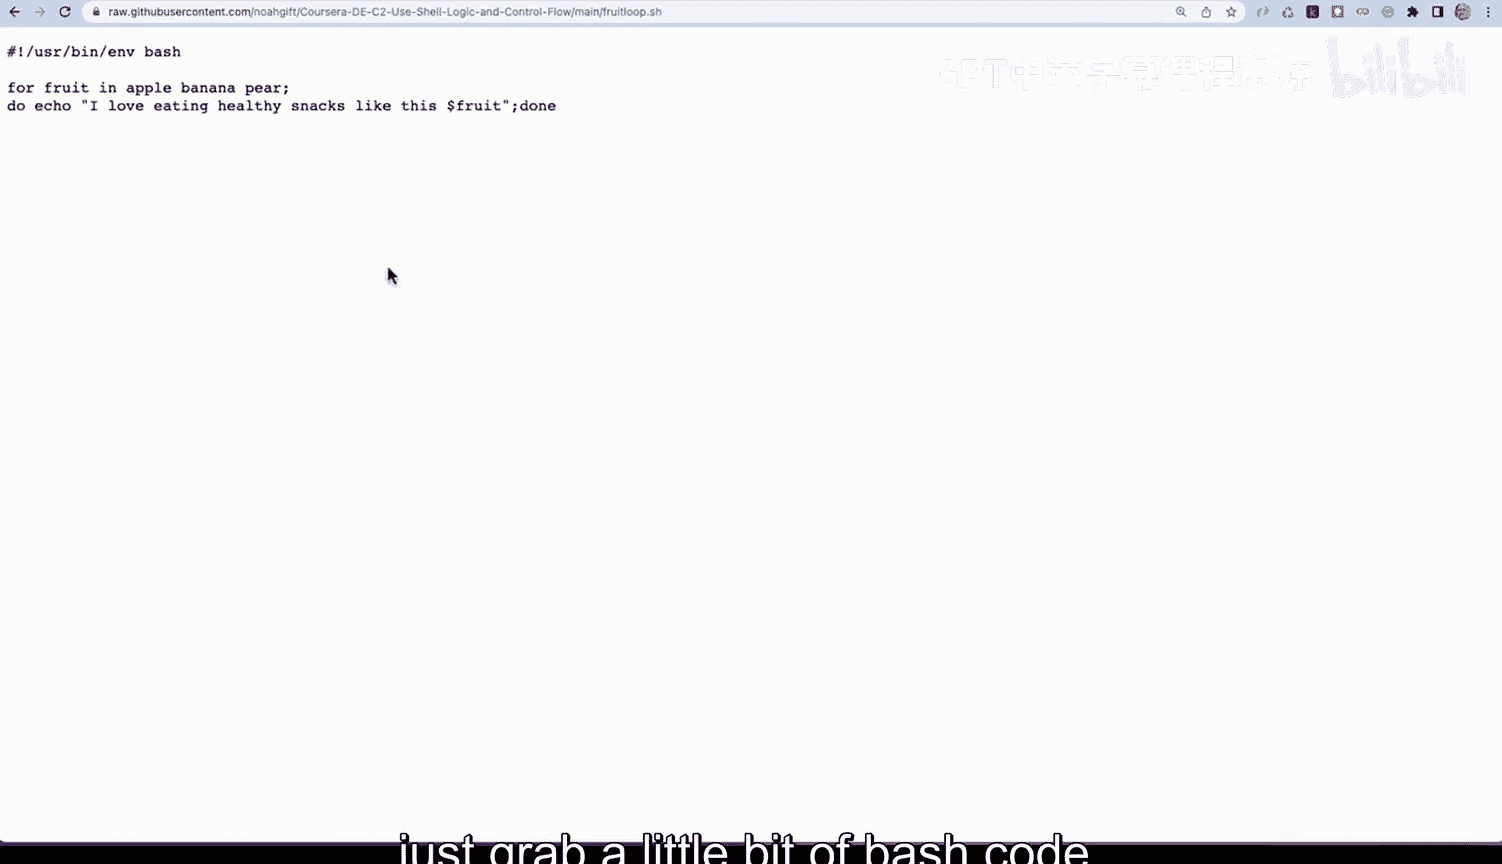 raw.githubusercontent.com/noahgift/Coursera-DE-C2-Use-Shell-Logic-and-Control-Flow/main/fruitloop.sh
#!/usr/bin/env bash
for fruit in apple banana pear;
do echo "I love eating healthy snacks like this $fruit";done
bilibili
just grab a little bit of bash code